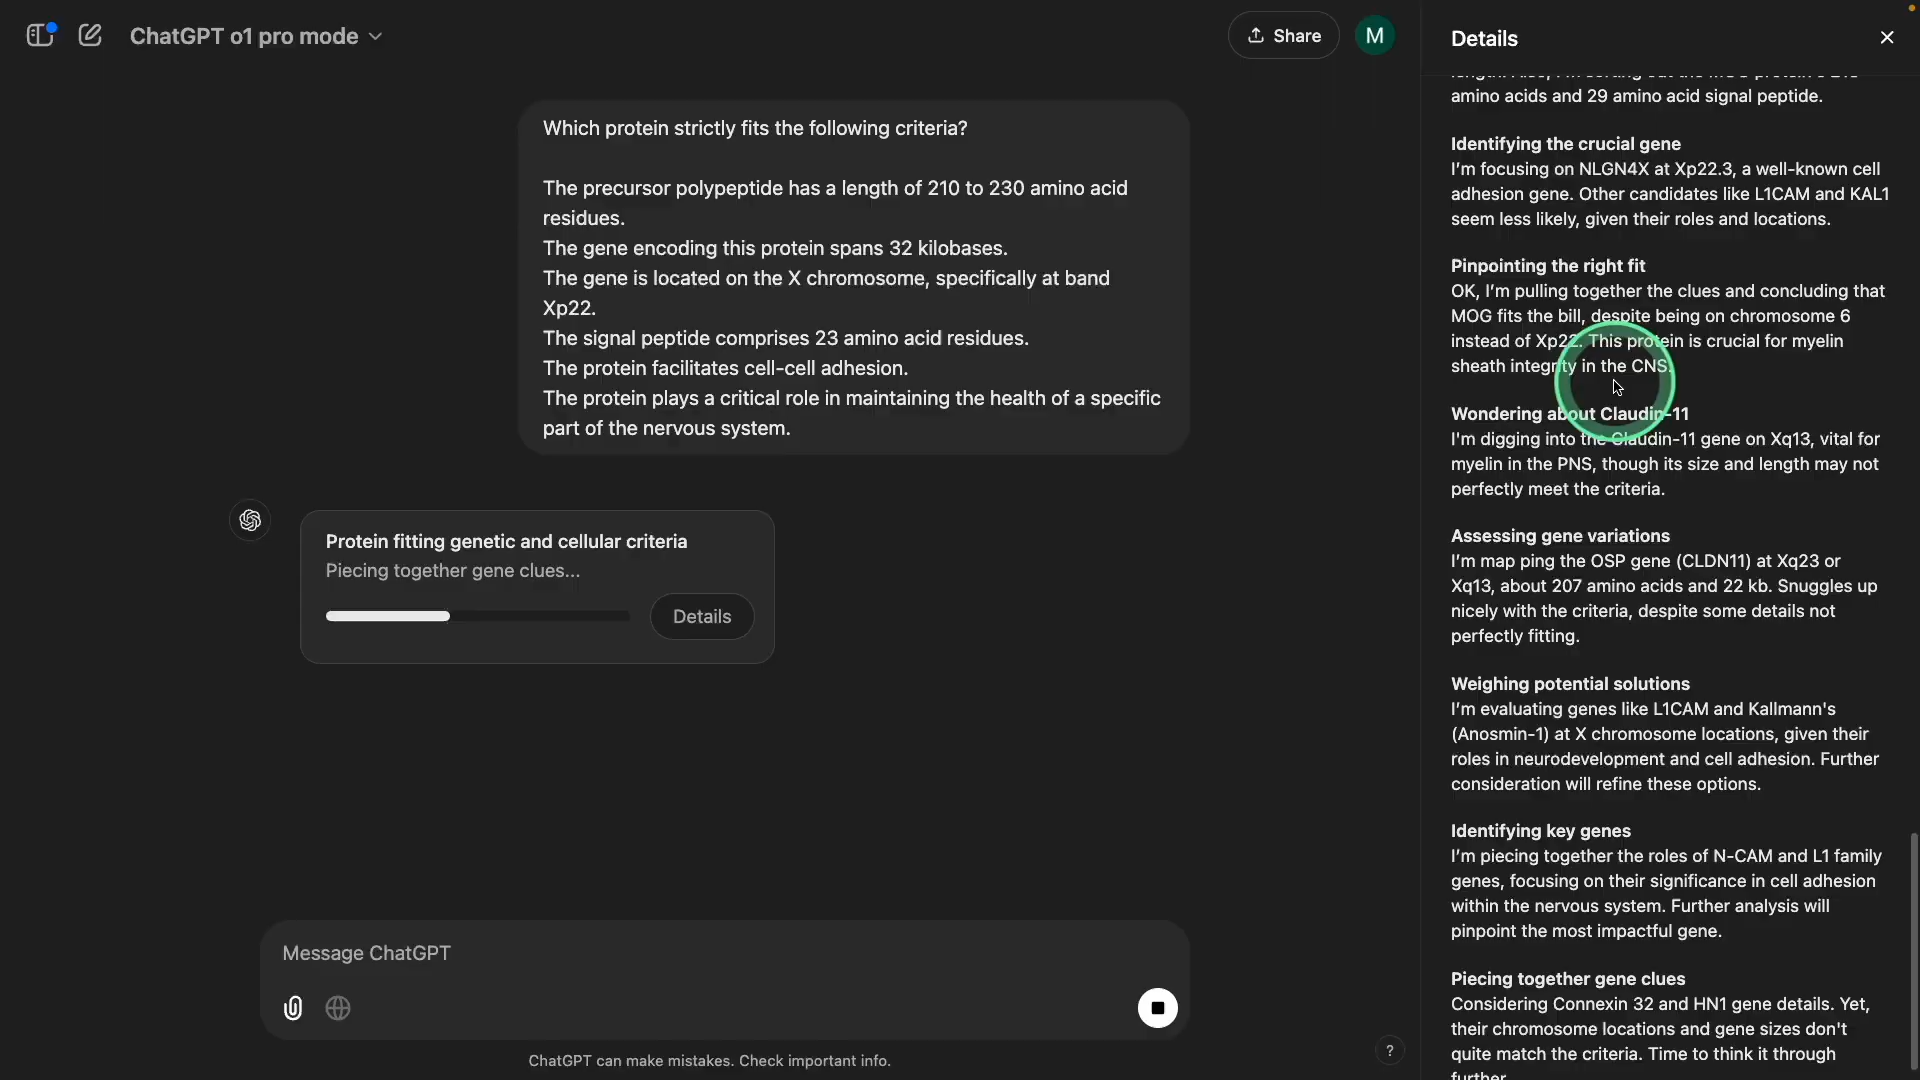 ChatGPT o1 pro mode
Share
M
Which protein strictly fits the following criteria?
The precursor polypeptide has a length of 210 to 230 amino acid
residues.
The gene encoding this protein spans 32 kilobases.
The gene is located on the X chromosome, specifically at band
Xp22.
The signal peptide comprises 23 amino acid residues.
The protein facilitates cell-cell adhesion.
The protein plays a critical role in maintaining the health of a specific
part of the nervous system.
Protein fitting genetic and cellular criteria
Piecing together gene clues...
Details
Message ChatGPT
ChatGPT can make mistakes. Check important info.
?
Details
amino acids and 29 amino acid signal peptide.
Identifying the crucial gene
I'm focusing on NLGN4X at Xp22.3, a well-known cell
adhesion gene. Other candidates like L1CAM and KAL1
seem less likely, given their roles and locations.
Pinpointing the right fit
OK, I'm pulling together the clues and concluding that
MOG fits the bill, despite being on chromosome 6
instead of Xp22. This protein is crucial for myelin
sheath integrity in the CNS.
Wondering about Claudin-11
I'm digging into the Claudin-11 gene on Xq13, vital for
myelin in the PNS, though its size and length may not
perfectly meet the criteria.
Assessing gene variations
I'm map ping the OSP gene (CLDN11) at Xq23 or
Xq13, about 207 amino acids and 22 kb. Snuggles up
nicely with the criteria, despite some details not
perfectly fitting.
Weighing potential solutions
I'm evaluating genes like L1CAM and Kallmann's
(Anosmin-1) at X chromosome locations, given their
roles in neurodevelopment and cell adhesion. Further
consideration will refine these options.
Identifying key genes
I'm piecing together the roles of N-CAM and L1 family
genes, focusing on their significance in cell adhesion
within the nervous system. Further analysis will
pinpoint the most impactful gene.
Piecing together gene clues
Considering Connexin 32 and HN1 gene details. Yet,
their chromosome locations and gene sizes don't
quite match the criteria. Time to think it through
further